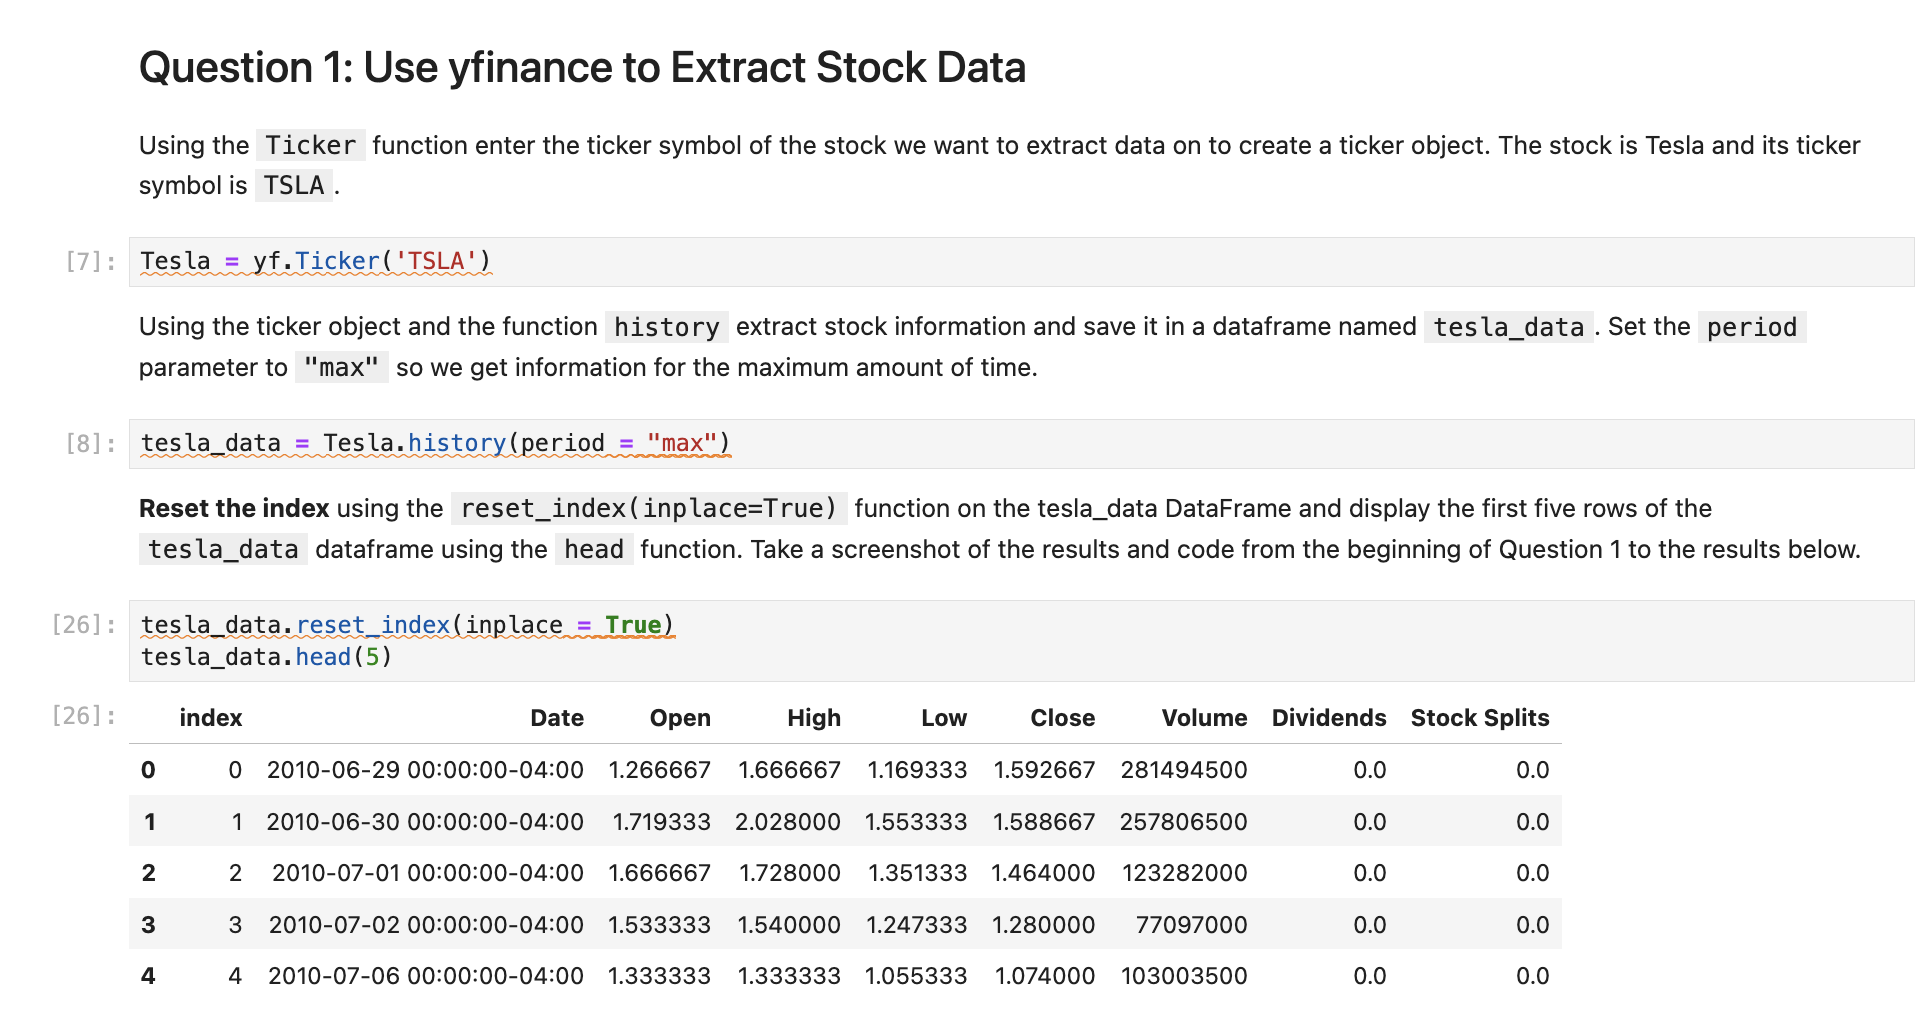 Question 1: Use yfinance to Extract Stock Data
Using the Ticker function enter the ticker symbol of the stock we want to extract data on to create a ticker object. The stock is Tesla and its ticker
symbol is TSLA .
[7]: Tesla = yf.Ticker('TSLA')
Using the ticker object and the function history extract stock information and save it in a dataframe named tesla_data . Set the period
parameter to "max" so we get information for the maximum amount of time.
[8]: tesla_data = Tesla.history(period = "max")
Reset the index using the reset_index(inplace=True) function on the tesla_data DataFrame and display the first five rows of the
tesla_data dataframe using the head function. Take a screenshot of the results and code from the beginning of Question 1 to the results below.
[26]: tesla_data.reset_index(inplace = True)
tesla_data.head(5)
[26]: index Date Open High Low Close Volume Dividends Stock Splits
0 0 2010-06-29 00:00:00-04:00 1.266667 1.666667 1.169333 1.592667 281494500 0.0 0.0
1 1 2010-06-30 00:00:00-04:00 1.719333 2.028000 1.553333 1.588667 257806500 0.0 0.0
2 2 2010-07-01 00:00:00-04:00 1.666667 1.728000 1.351333 1.464000 123282000 0.0 0.0
3 3 2010-07-02 00:00:00-04:00 1.533333 1.540000 1.247333 1.280000 77097000 0.0 0.0
4 4 2010-07-06 00:00:00-04:00 1.333333 1.333333 1.055333 1.074000 103003500 0.0 0.0